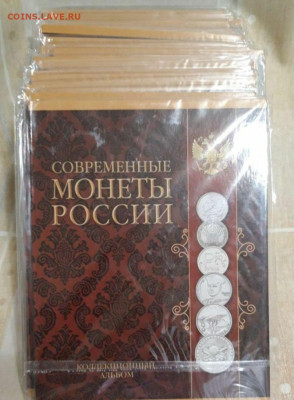 COINS.LAVE.RU
СОВРЕМЕННЫЕ
МОНЕТЫ
РОССИИ
КОЛЛЕКЦИОННЫЙ
АЛЬБОМ